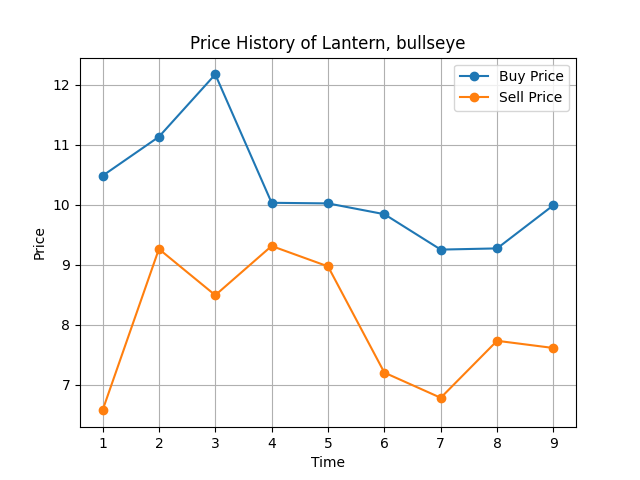 Price History of Lantern, bullseye
Buy Price
Sell Price
Price
12
11
10
9
8
7
1 2 3 4 5 6 7 8 9
Time